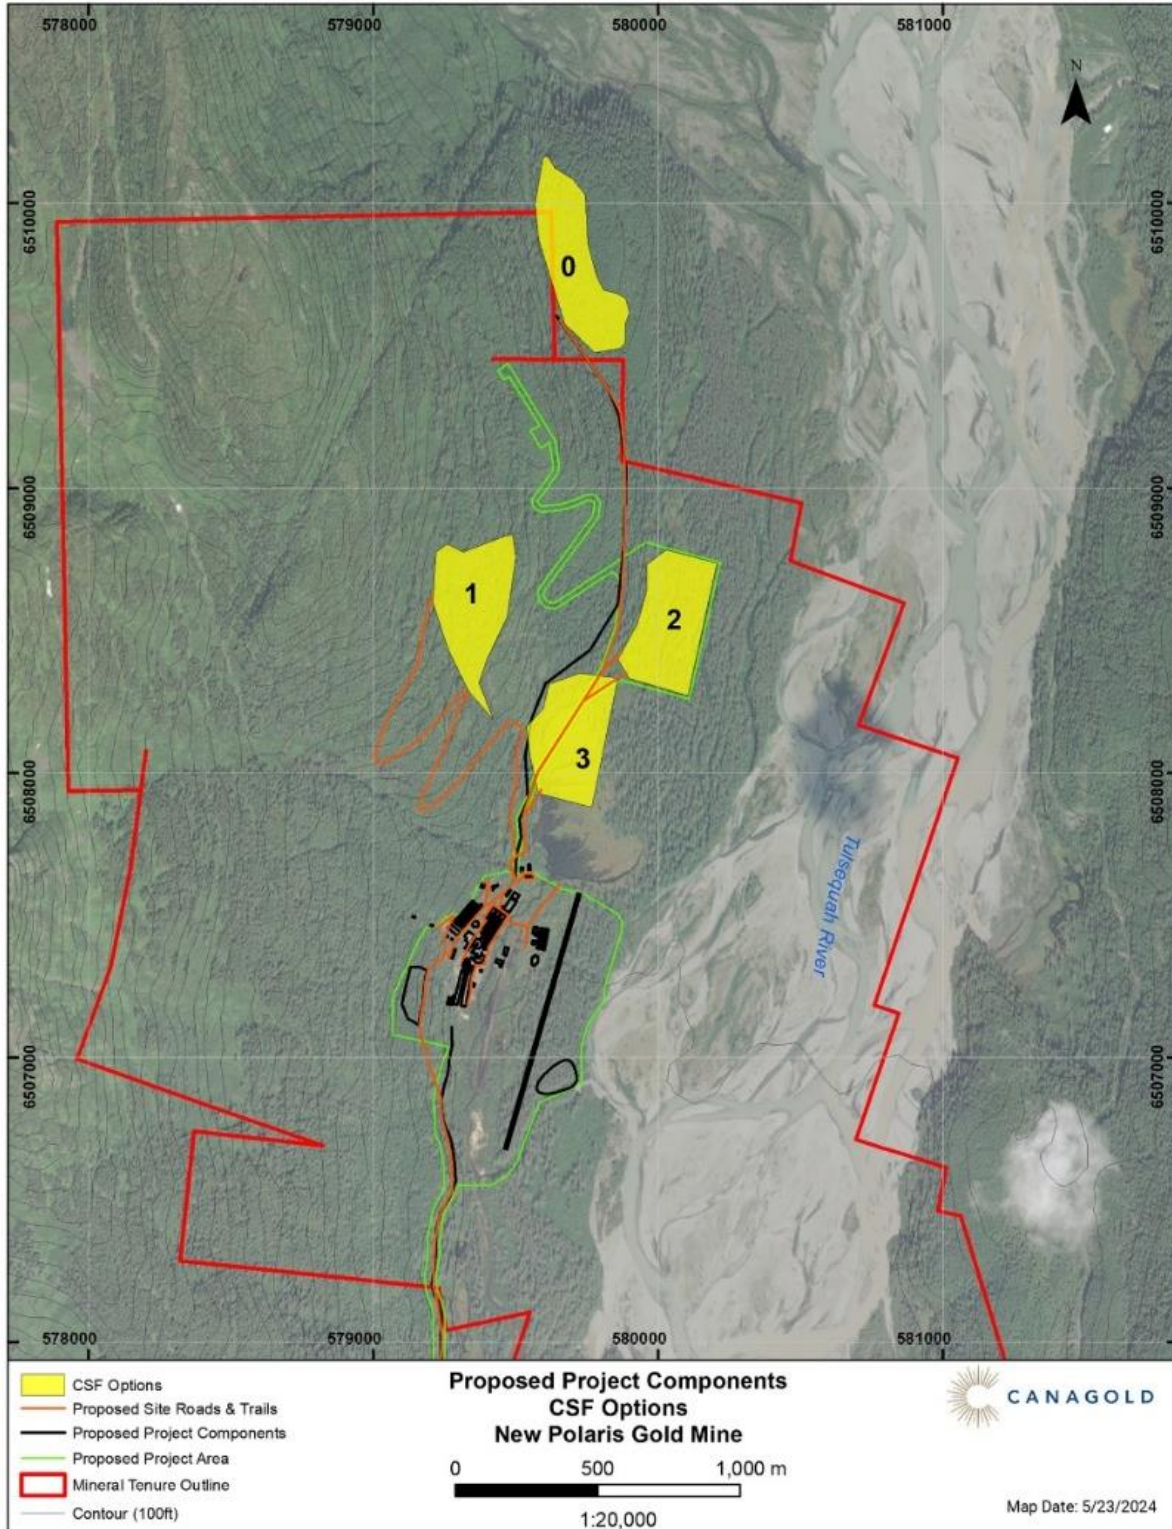 578000 579000 580000 581000
N
6510000 6510000
0
6509000 6509000
1
2
3
6508000 6508000
Tulsequah River
6507000 6507000
578000 579000 580000 581000
CSF Options
Proposed Site Roads & Trails
Proposed Project Components
Proposed Project Area
Mineral Tenure Outline
Contour (100ft)
Proposed Project Components
CSF Options
New Polaris Gold Mine
0 500 1,000 m
1:20,000
CANAGOLD
Map Date: 5/23/2024